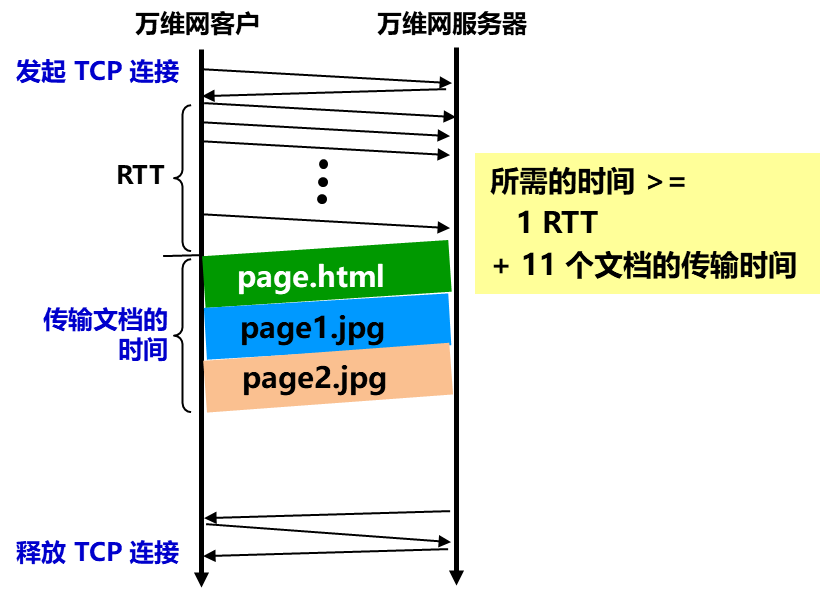 万维网客户
万维网服务器
发起 TCP 连接
RTT
所需的时间 >=
1 RTT
+ 11 个文档的传输时间
page.html
传输文档的
时间
page1.jpg
page2.jpg
释放 TCP 连接